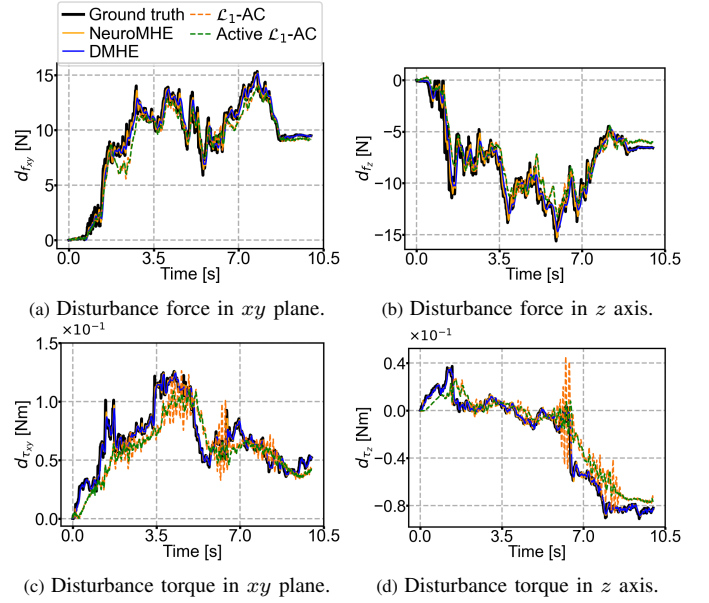 Ground truth
NeuroMHE
DMHE
ℒ₁-AC
Active ℒ₁-AC
15
10
5
0
d_{f_{xy}} [N]
0.0 3.5 7.0 10.5
Time [s]
(a) Disturbance force in xy plane.
0
−5
−10
−15
d_{f_z} [N]
0.0 3.5 7.0 10.5
Time [s]
(b) Disturbance force in z axis.
×10⁻¹
1.5
1.0
0.5
0.0
d_{τ_{xy}} [Nm]
0.0 3.5 7.0 10.5
Time [s]
(c) Disturbance torque in xy plane.
×10⁻¹
0.4
0.0
−0.4
−0.8
d_{τ_z} [Nm]
0.0 3.5 7.0 10.5
Time [s]
(d) Disturbance torque in z axis.